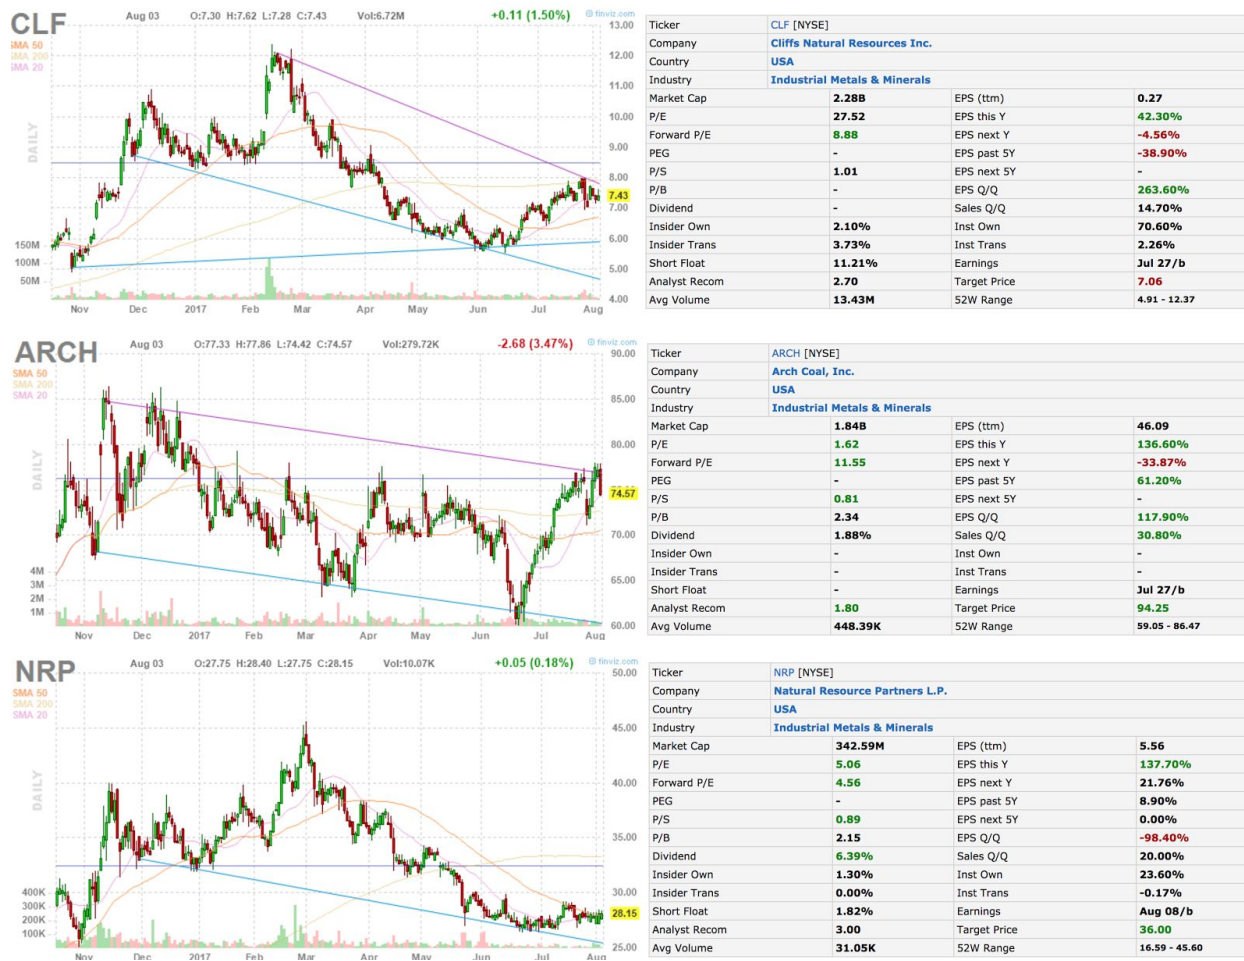 CLF
Aug 03 O:7.30 H:7.62 L:7.28 C:7.43 Vol:6.72M +0.11 (1.50%)
© finviz.com
SMA 50
SMA 200
SMA 20
DAILY
13.00
12.00
11.00
10.00
9.00
8.00
7.43
7.00
6.00
5.00
4.00
150M
100M
50M
Nov Dec 2017 Feb Mar Apr May Jun Jul Aug
Ticker CLF [NYSE]
Company Cliffs Natural Resources Inc.
Country USA
Industry Industrial Metals & Minerals
Market Cap 2.28B EPS (ttm) 0.27
P/E 27.52 EPS this Y 42.30%
Forward P/E 8.88 EPS next Y -4.56%
PEG - EPS past 5Y -38.90%
P/S 1.01 EPS next 5Y -
P/B - EPS Q/Q 263.60%
Dividend - Sales Q/Q 14.70%
Insider Own 2.10% Inst Own 70.60%
Insider Trans 3.73% Inst Trans 2.26%
Short Float 11.21% Earnings Jul 27/b
Analyst Recom 2.70 Target Price 7.06
Avg Volume 13.43M 52W Range 4.91 - 12.37
ARCH
Aug 03 O:77.33 H:77.86 L:74.42 C:74.57 Vol:279.72K -2.68 (3.47%)
© finviz.com
SMA 50
SMA 200
SMA 20
DAILY
90.00
85.00
80.00
74.57
70.00
65.00
60.00
4M
3M
2M
1M
Nov Dec 2017 Feb Mar Apr May Jun Jul Aug
Ticker ARCH [NYSE]
Company Arch Coal, Inc.
Country USA
Industry Industrial Metals & Minerals
Market Cap 1.84B EPS (ttm) 46.09
P/E 1.62 EPS this Y 136.60%
Forward P/E 11.55 EPS next Y -33.87%
PEG - EPS past 5Y 61.20%
P/S 0.81 EPS next 5Y -
P/B 2.34 EPS Q/Q 117.90%
Dividend 1.88% Sales Q/Q 30.80%
Insider Own - Inst Own -
Insider Trans - Inst Trans -
Short Float - Earnings Jul 27/b
Analyst Recom 1.80 Target Price 94.25
Avg Volume 448.39K 52W Range 59.05 - 86.47
NRP
Aug 03 O:27.75 H:28.40 L:27.75 C:28.15 Vol:10.07K +0.05 (0.18%)
© finviz.com
SMA 50
SMA 200
SMA 20
DAILY
50.00
45.00
40.00
35.00
30.00
28.15
25.00
400K
300K
200K
100K
Nov Dec 2017 Feb Mar Apr May Jun Jul Aug
Ticker NRP [NYSE]
Company Natural Resource Partners L.P.
Country USA
Industry Industrial Metals & Minerals
Market Cap 342.59M EPS (ttm) 5.56
P/E 5.06 EPS this Y 137.70%
Forward P/E 4.56 EPS next Y 21.76%
PEG - EPS past 5Y 8.90%
P/S 0.89 EPS next 5Y 0.00%
P/B 2.15 EPS Q/Q -98.40%
Dividend 6.39% Sales Q/Q 20.00%
Insider Own 1.30% Inst Own 23.60%
Insider Trans 0.00% Inst Trans -0.17%
Short Float 1.82% Earnings Aug 08/b
Analyst Recom 3.00 Target Price 36.00
Avg Volume 31.05K 52W Range 16.59 - 45.60